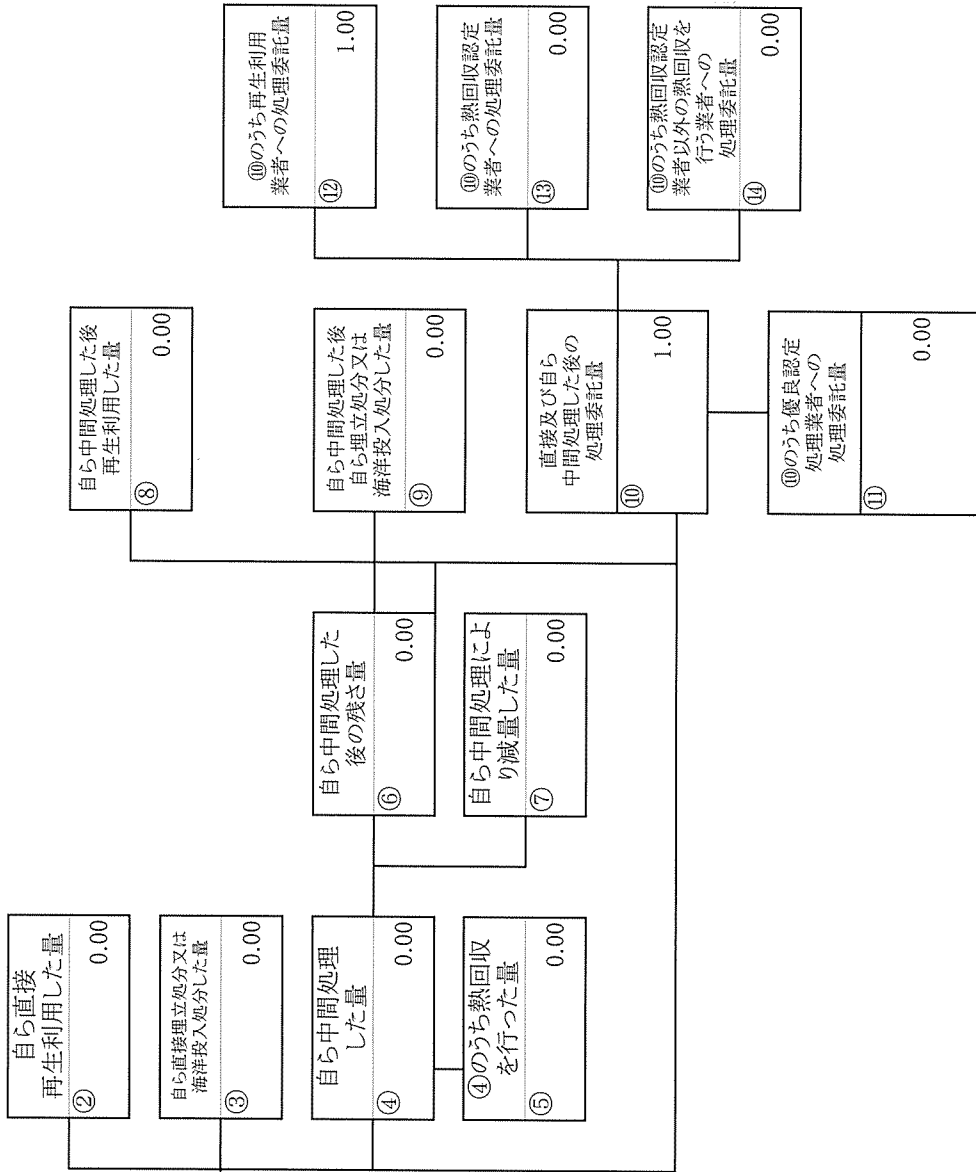 自ら直接
再生利用した量
②
0.00
自ら直接埋立処分又は
海洋投入処分した量
③
0.00
自ら中間処理
した量
④
0.00
④のうち熱回収
を行った量
⑤
0.00
自ら中間処理した
後の残さ量
⑥
0.00
自ら中間処理によ
り減量した量
⑦
0.00
自ら中間処理した後
再生利用した量
⑧
0.00
自ら中間処理した後
自ら埋立処分又は
海洋投入処分した量
⑨
0.00
直接及び自ら
中間処理した後の
処理委託量
⑩
1.00
⑩のうち優良認定
処理業者への
処理委託量
⑪
0.00
⑩のうち再生利用
業者への処理委託量
⑫
1.00
⑩のうち熱回収認定
業者への処理委託量
⑬
0.00
⑩のうち熱回収認定
業者以外の熱回収を
行う業者への
処理委託量
⑭
0.00